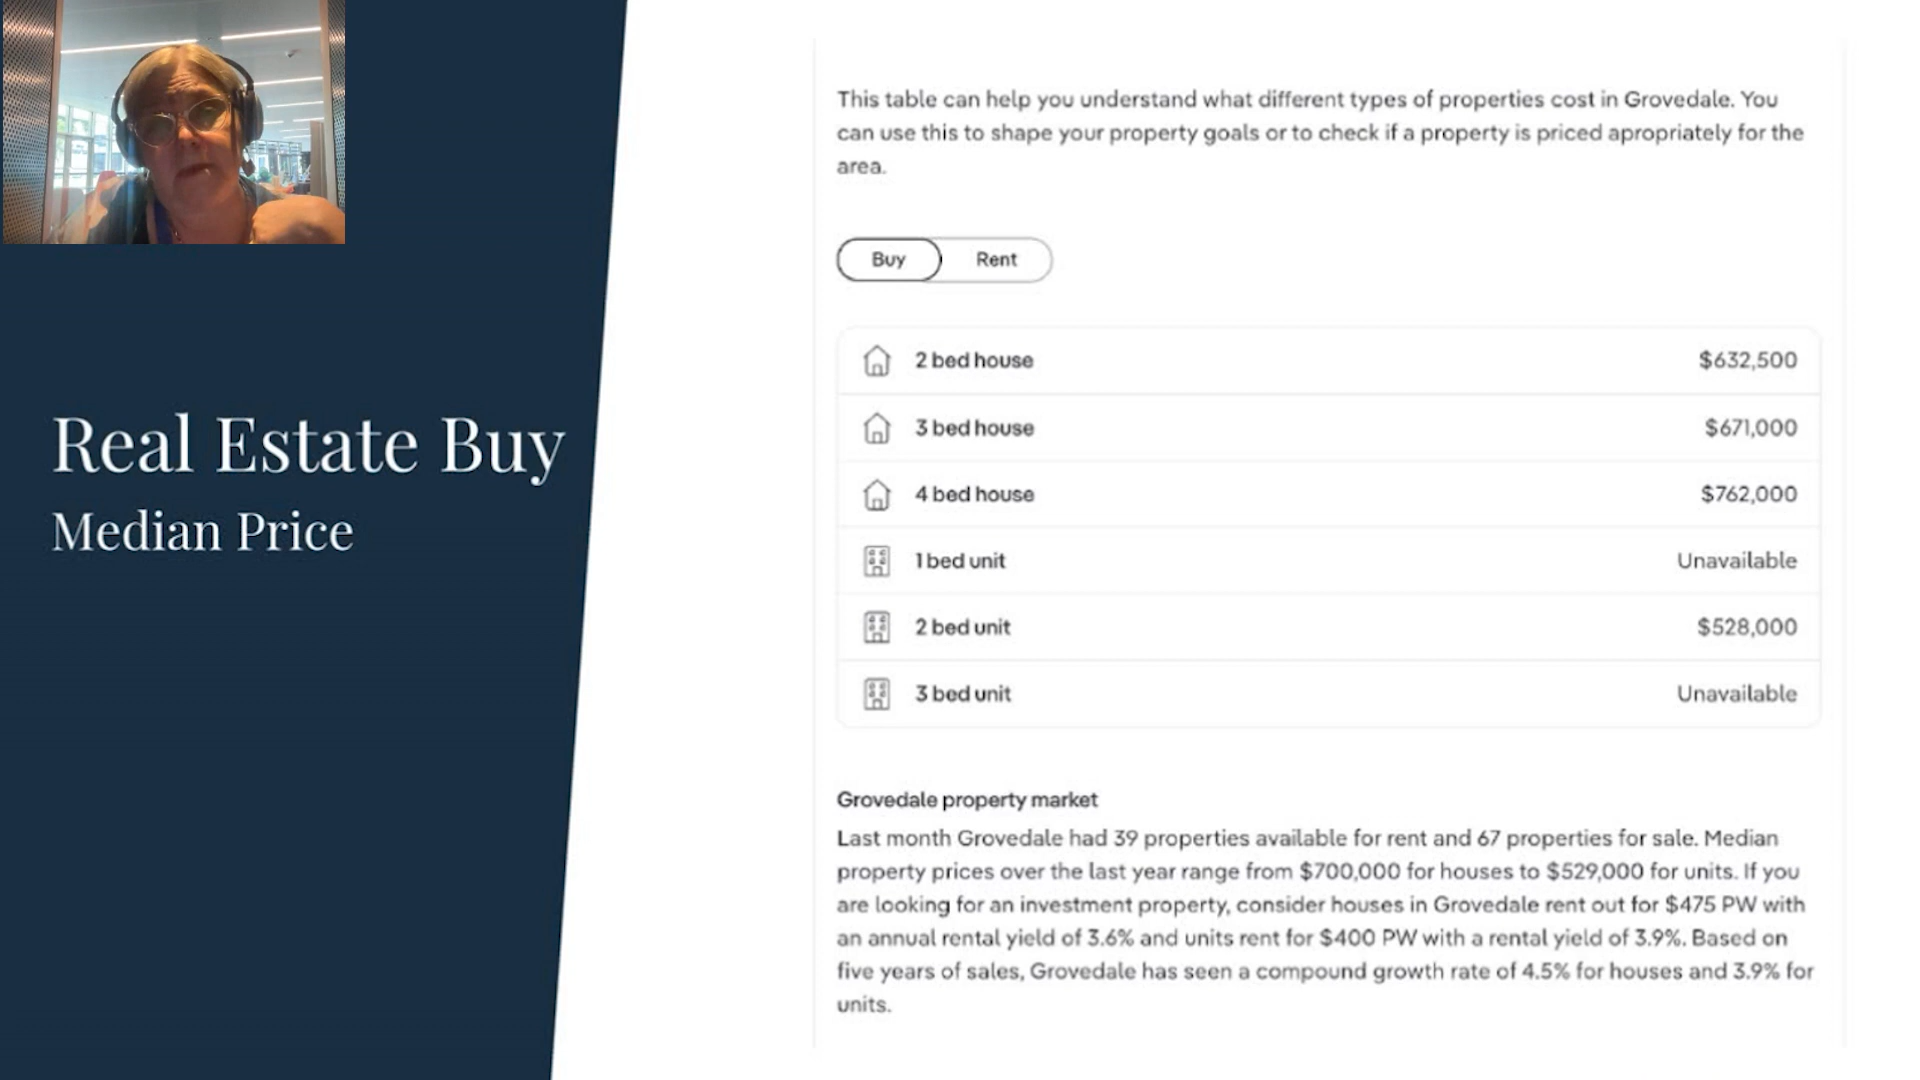 Real Estate Buy
Median Price
This table can help you understand what different types of properties cost in Grovedale. You
can use this to shape your property goals or to check if a property is priced apropriately for the
area.
Buy Rent
2 bed house $632,500
3 bed house $671,000
4 bed house $762,000
1 bed unit Unavailable
2 bed unit $528,000
3 bed unit Unavailable
Grovedale property market
Last month Grovedale had 39 properties available for rent and 67 properties for sale. Median
property prices over the last year range from $700,000 for houses to $529,000 for units. If you
are looking for an investment property, consider houses in Grovedale rent out for $475 PW with
an annual rental yield of 3.6% and units rent for $400 PW with a rental yield of 3.9%. Based on
five years of sales, Grovedale has seen a compound growth rate of 4.5% for houses and 3.9% for
units.